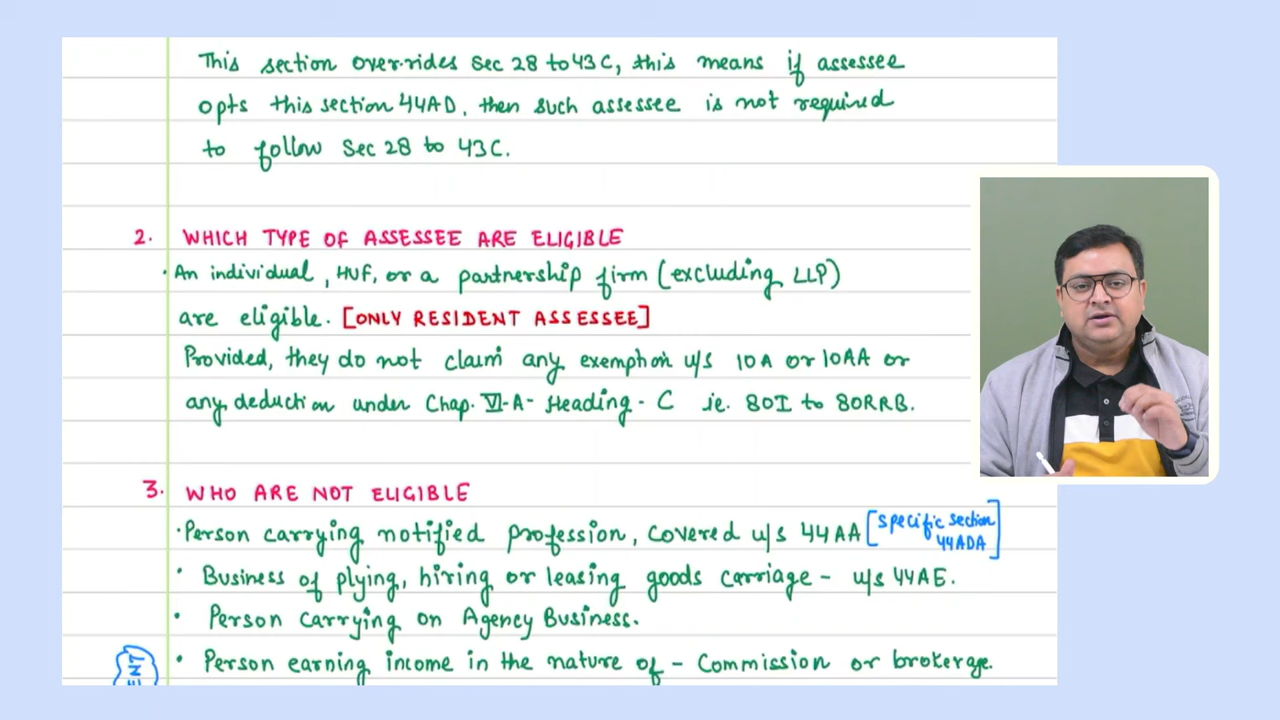 This section over-rides Sec 28 to 43C, this means if assessee
opts this section 44AD, then such assessee is not required
to follow Sec 28 to 43C.
2. WHICH TYPE OF ASSESSEE ARE ELIGIBLE
• An individual, HUF, or a partnership firm (excluding LLP)
are eligible. [ONLY RESIDENT ASSESSEE]
Provided, they do not claim any exemption u/s 10A or 10AA or
any deduction under Chap. VI-A- Heading - C ie. 80I to 80RRB.
3. WHO ARE NOT ELIGIBLE
• Person carrying notified profession, covered u/s 44AA [specific section
44ADA]
• Business of plying, hiring or leasing goods carriage - u/s 44AE.
• Person carrying on Agency Business.
• Person earning income in the nature of - Commission or brokerage.